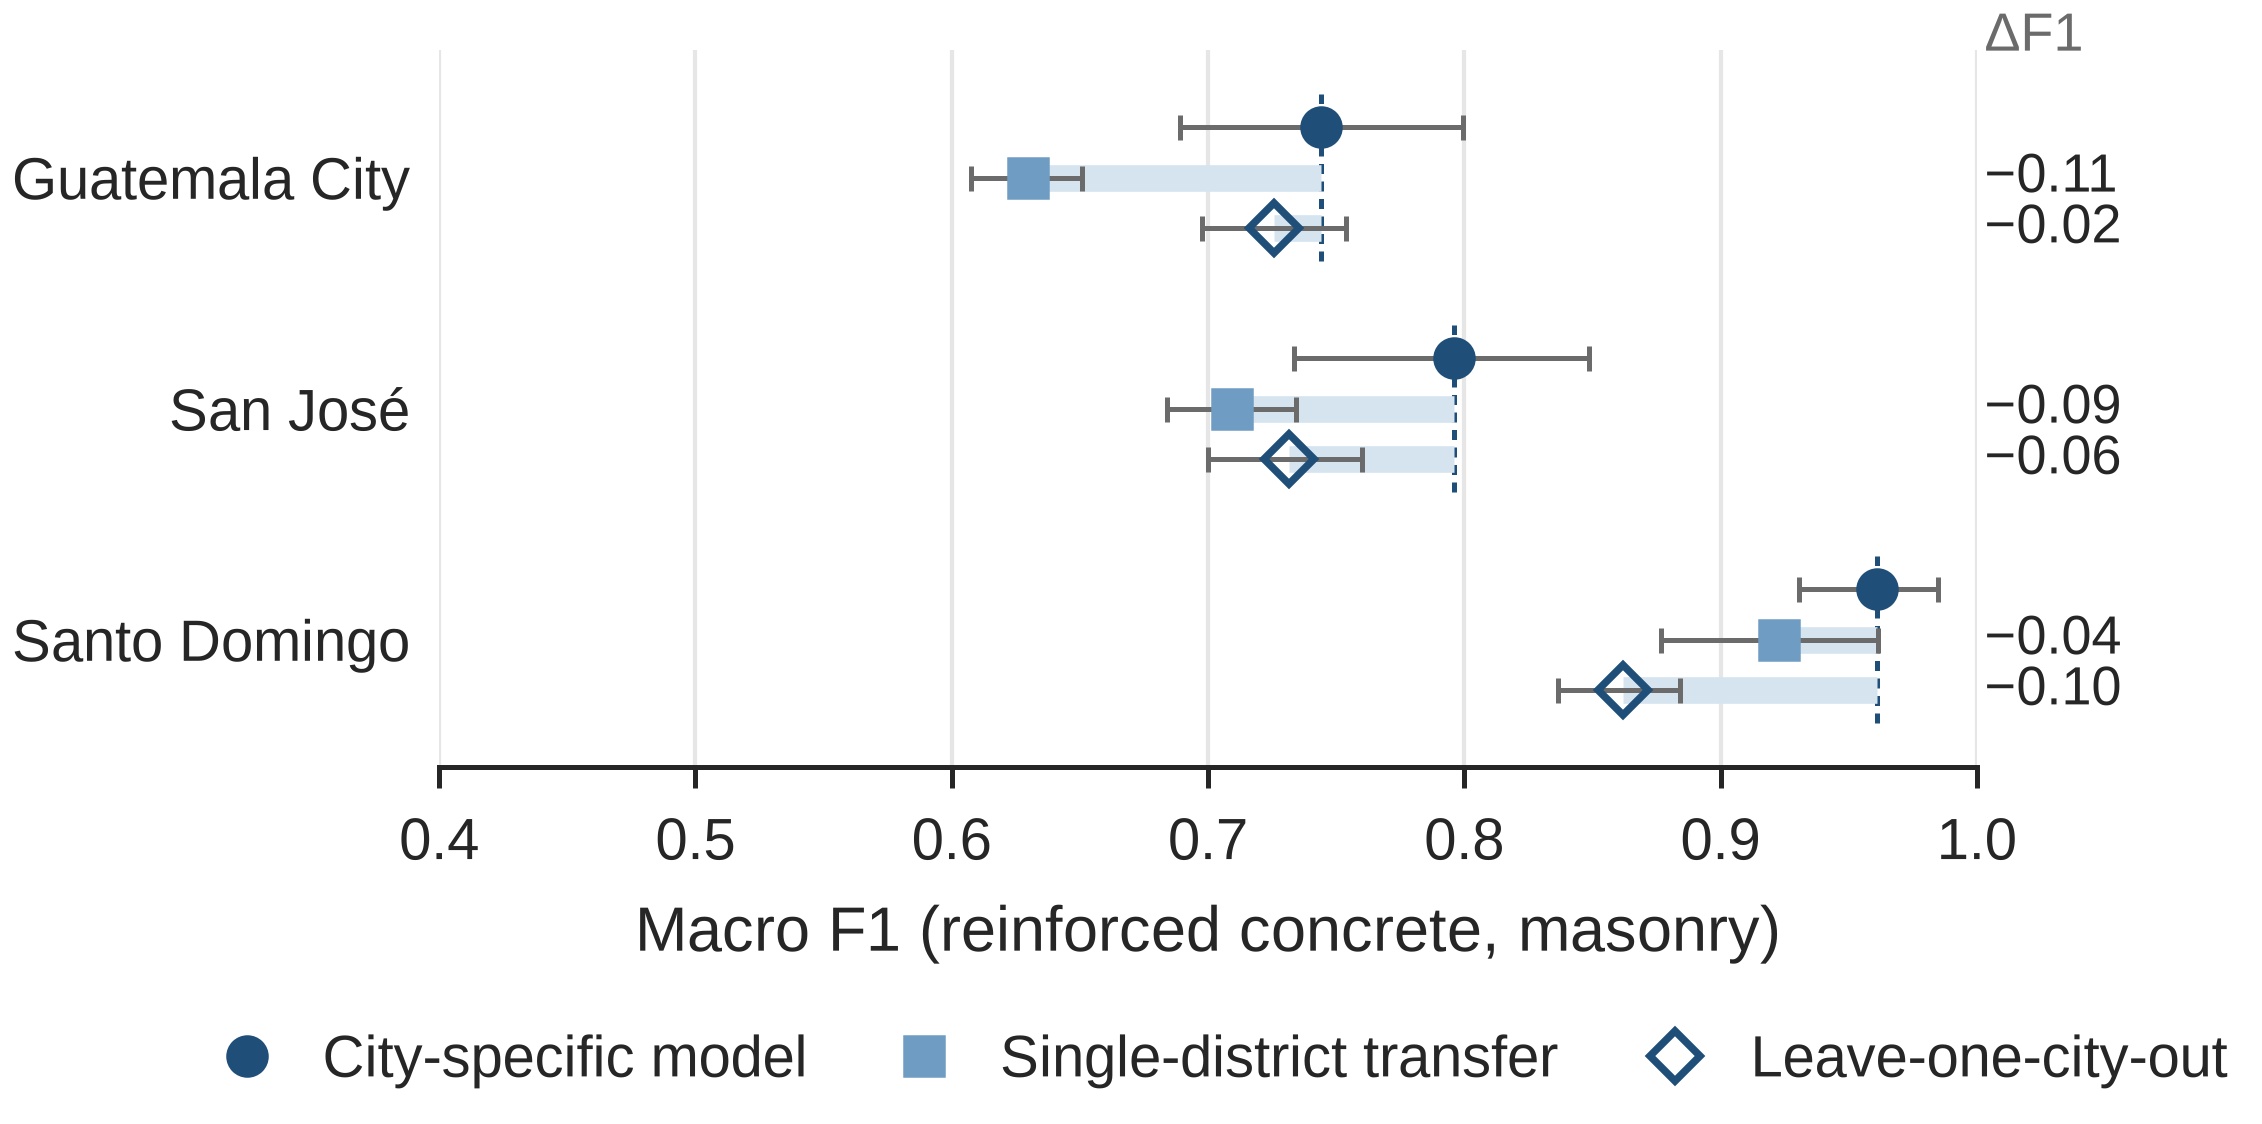 ΔF1
Guatemala City
−0.11
−0.02
San José
−0.09
−0.06
Santo Domingo
−0.04
−0.10
0.4 0.5 0.6 0.7 0.8 0.9 1.0
Macro F1 (reinforced concrete, masonry)
City-specific model Single-district transfer Leave-one-city-out